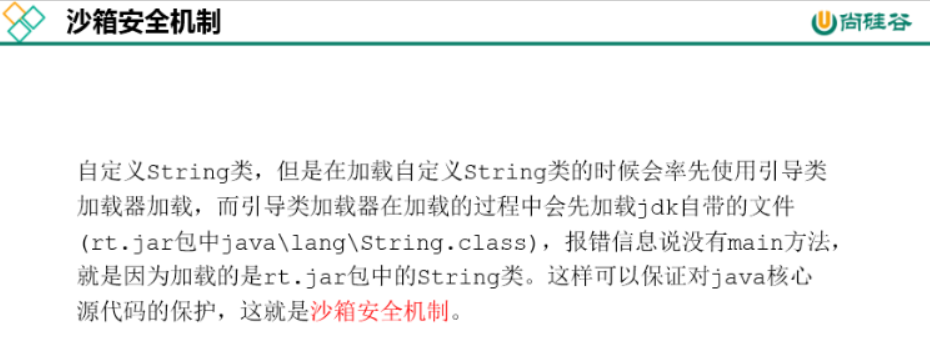 沙箱安全机制
尚硅谷
自定义String类，但是在加载自定义String类的时候会率先使用引导类
加载器加载，而引导类加载器在加载的过程中会先加载jdk自带的文件
(rt.jar包中java\lang\String.class)，报错信息说没有main方法，
就是因为加载的是rt.jar包中的String类。这样可以保证对java核心
源代码的保护，这就是沙箱安全机制。